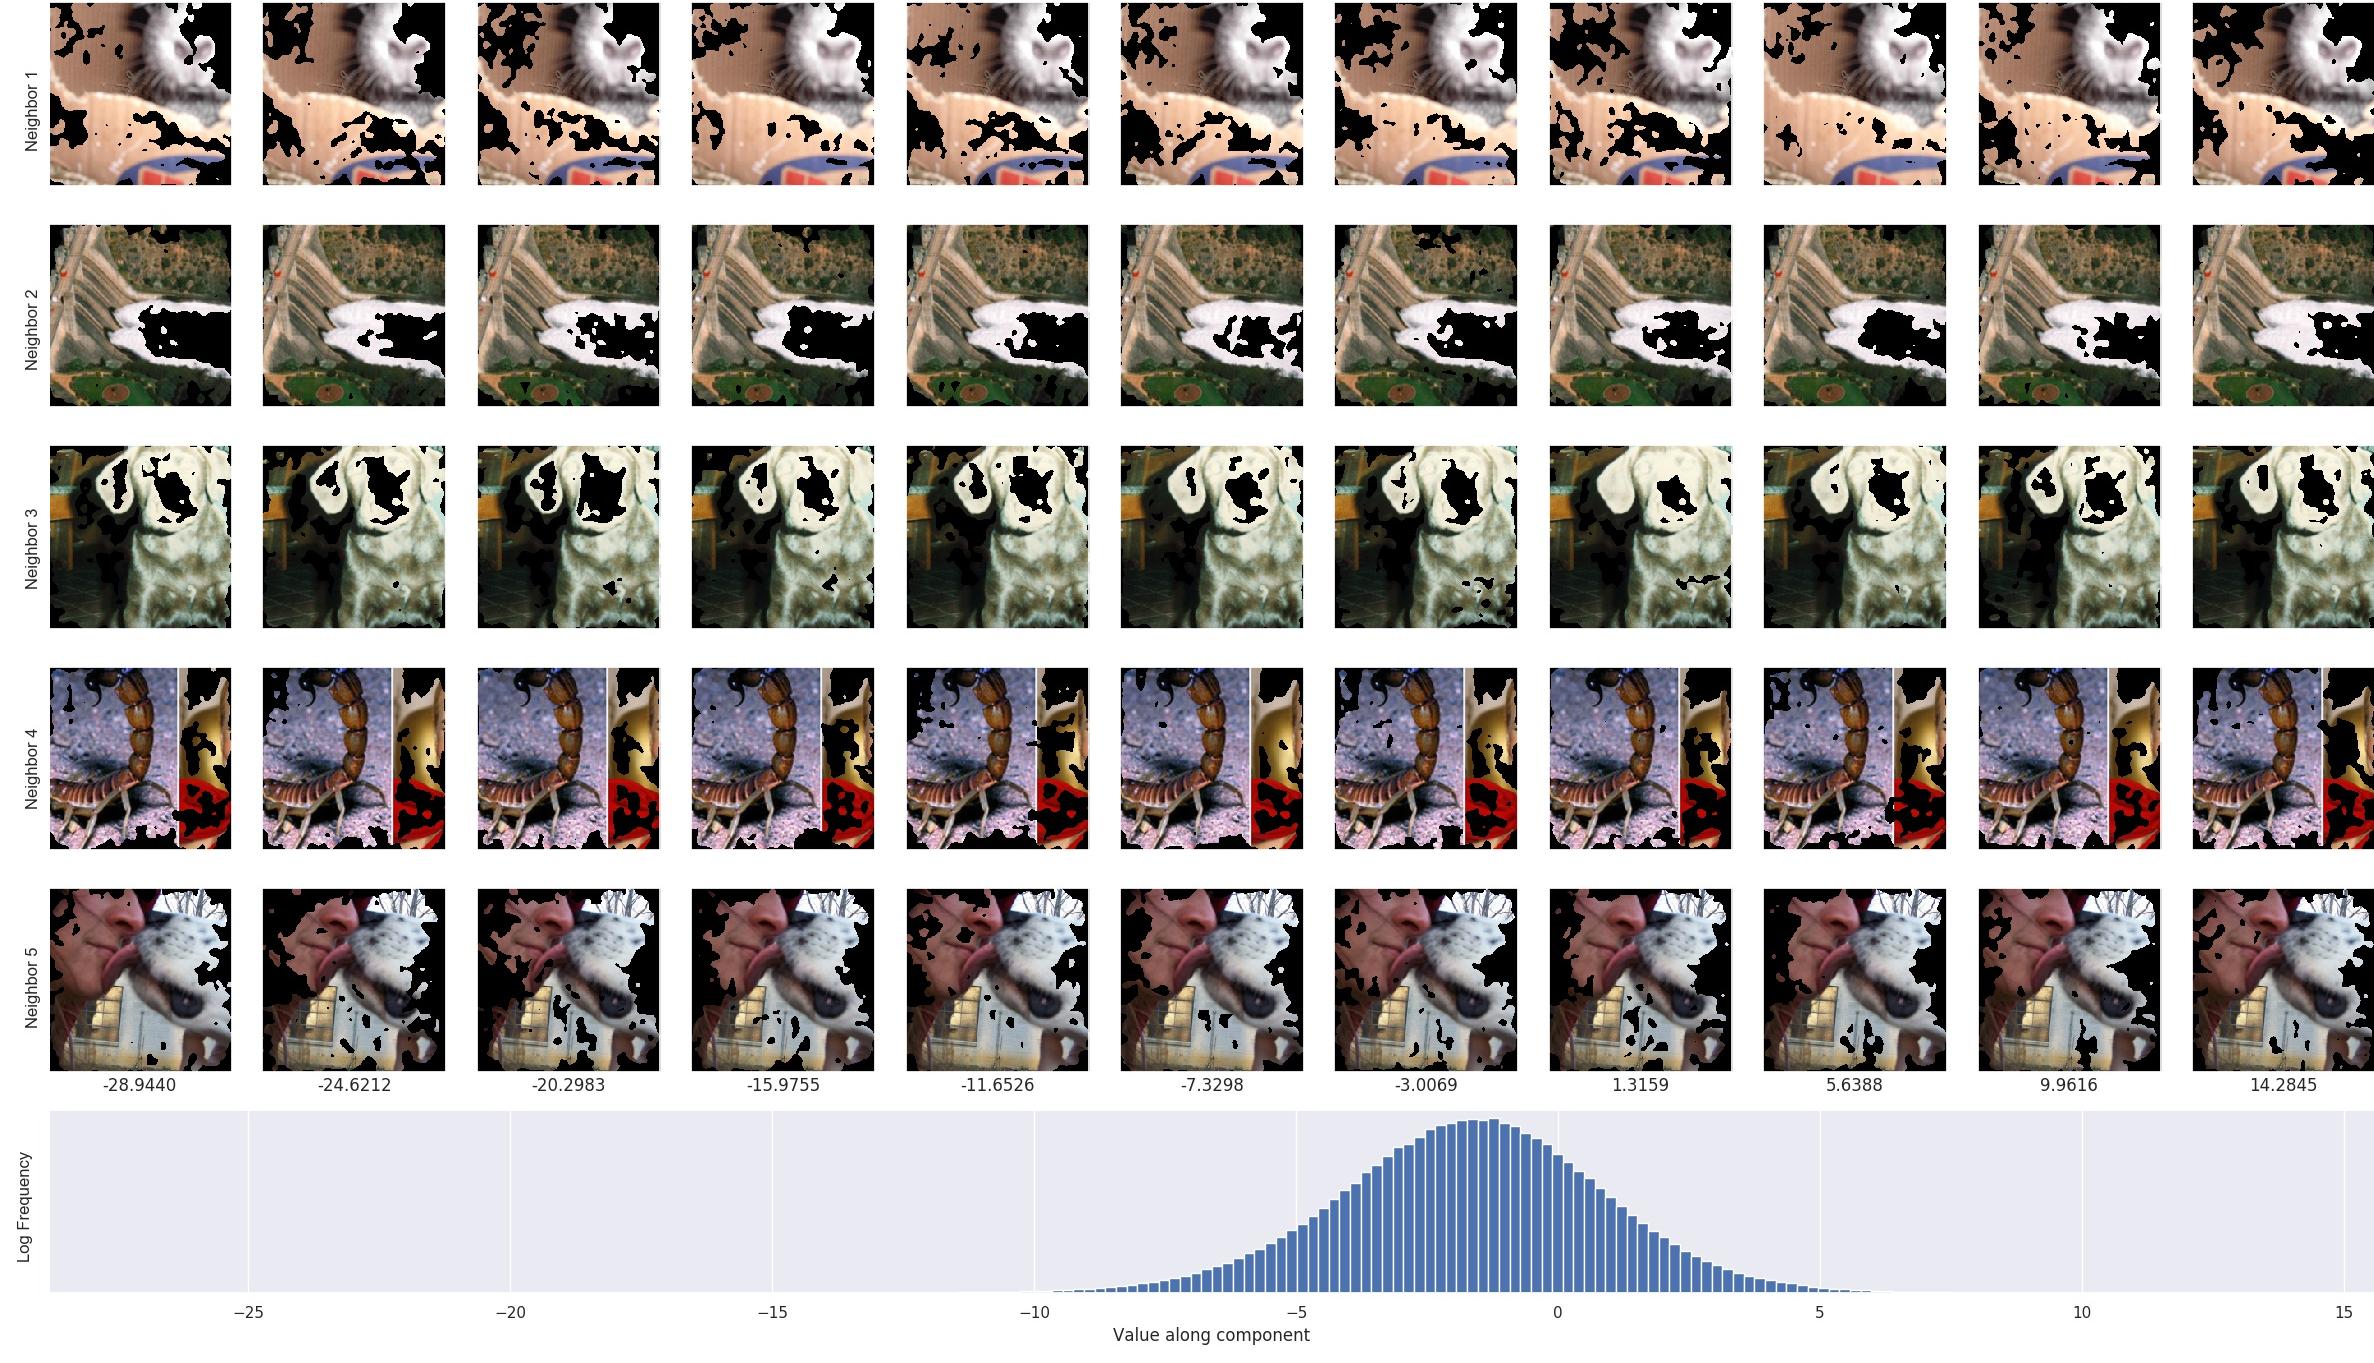 Neighbor 1
Neighbor 2
Neighbor 3
Neighbor 4
Neighbor 5
-28.9440 -24.6212 -20.2983 -15.9755 -11.6526 -7.3298 -3.0069 1.3159 5.6388 9.9616 14.2845
Log Frequency
−25 −20 −15 −10 −5 0 5 10 15
Value along component